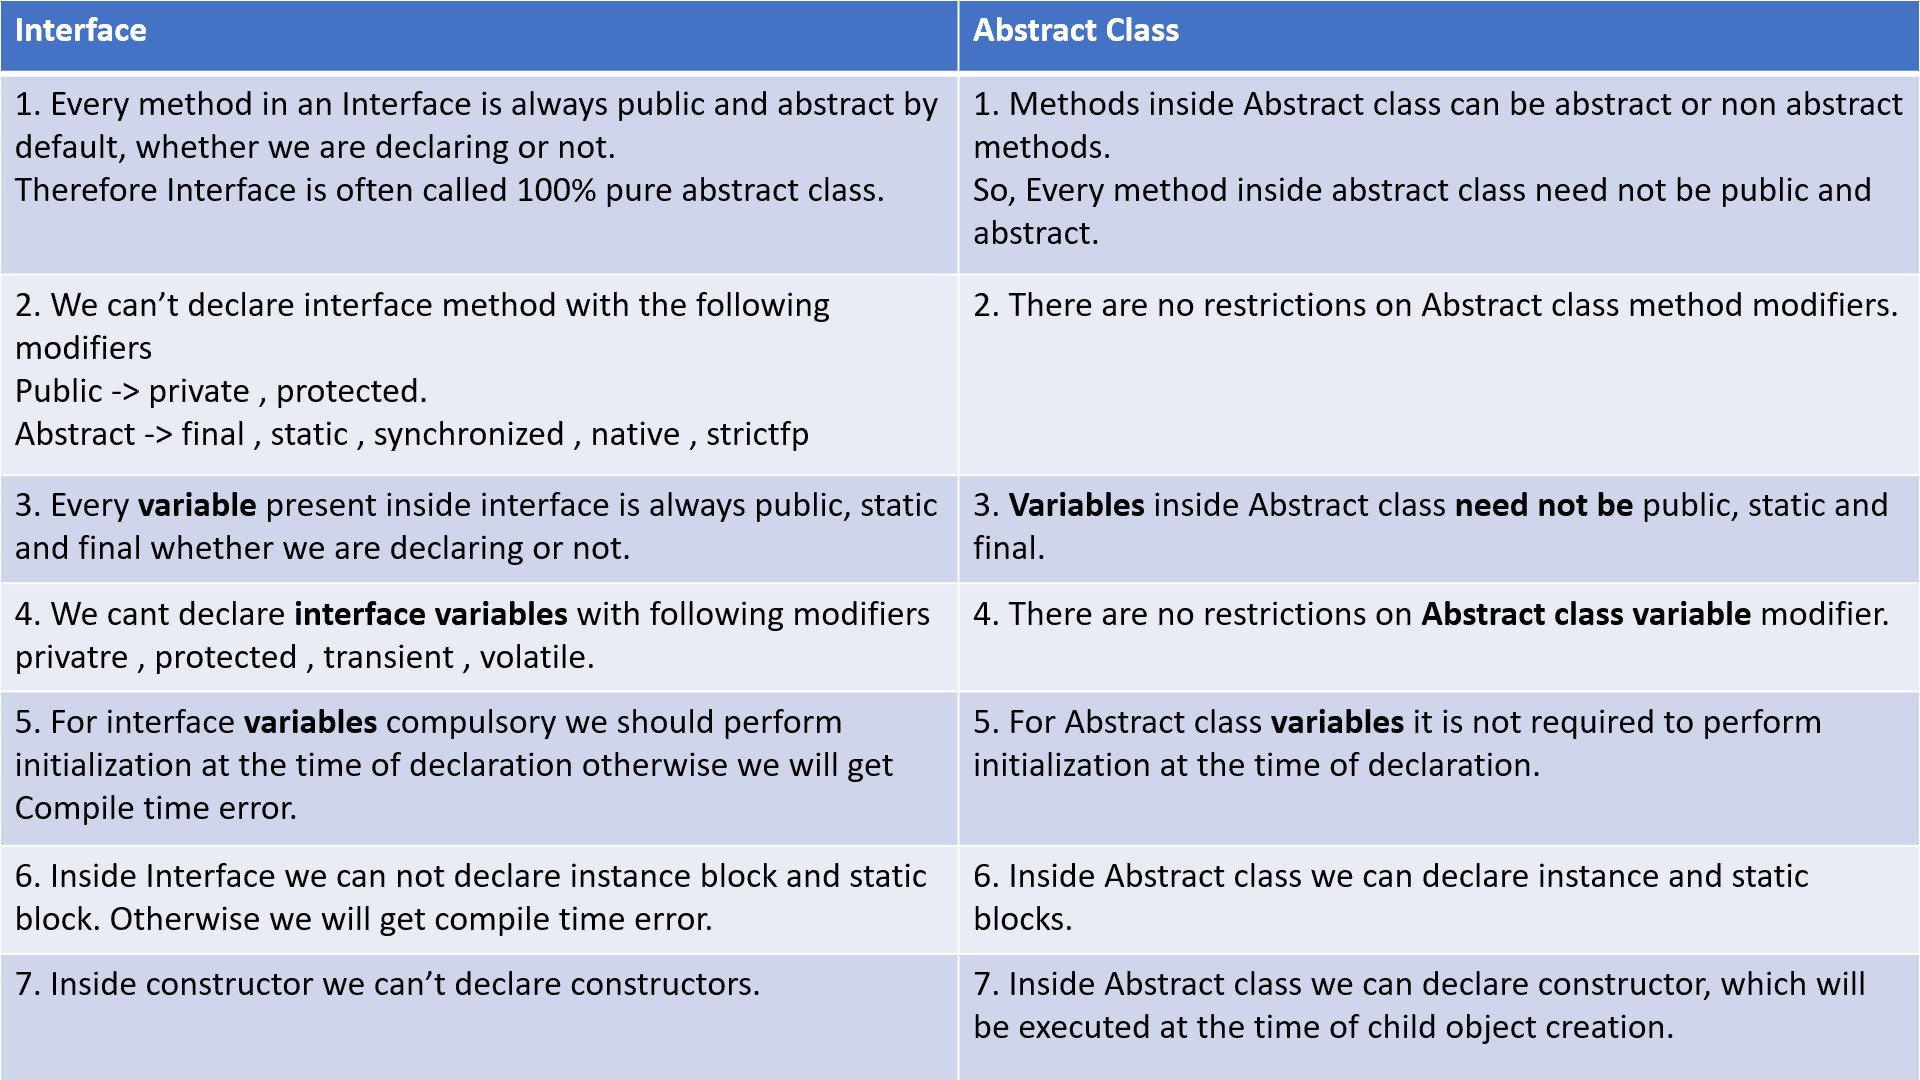 Interface
Abstract Class
1. Every method in an Interface is always public and abstract by
default, whether we are declaring or not.
Therefore Interface is often called 100% pure abstract class.
1. Methods inside Abstract class can be abstract or non abstract
methods.
So, Every method inside abstract class need not be public and
abstract.
2. We can’t declare interface method with the following
modifiers
Public -> private , protected.
Abstract -> final , static , synchronized , native , strictfp
2. There are no restrictions on Abstract class method modifiers.
3. Every variable present inside interface is always public, static
and final whether we are declaring or not.
3. Variables inside Abstract class need not be public, static and
final.
4. We cant declare interface variables with following modifiers
privatre , protected , transient , volatile.
4. There are no restrictions on Abstract class variable modifier.
5. For interface variables compulsory we should perform
initialization at the time of declaration otherwise we will get
Compile time error.
5. For Abstract class variables it is not required to perform
initialization at the time of declaration.
6. Inside Interface we can not declare instance block and static
block. Otherwise we will get compile time error.
6. Inside Abstract class we can declare instance and static
blocks.
7. Inside constructor we can’t declare constructors.
7. Inside Abstract class we can declare constructor, which will
be executed at the time of child object creation.